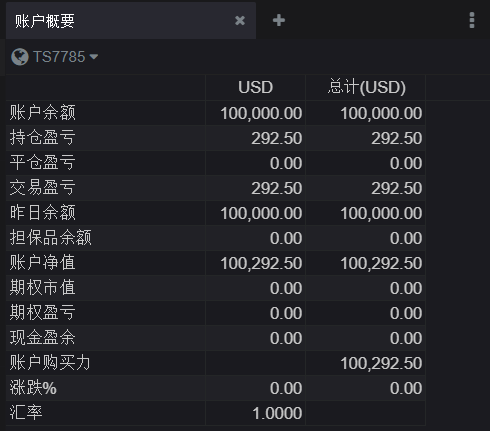 账户概要
TS7785
USD 总计(USD)
账户余额 100,000.00 100,000.00
持仓盈亏 292.50 292.50
平仓盈亏 0.00 0.00
交易盈亏 292.50 292.50
昨日余额 100,000.00 100,000.00
担保品余额 0.00 0.00
账户净值 100,292.50 100,292.50
期权市值 0.00 0.00
期权盈亏 0.00 0.00
现金盈余 0.00 0.00
账户购买力 100,292.50
涨跌% 0.00 0.00
汇率 1.0000